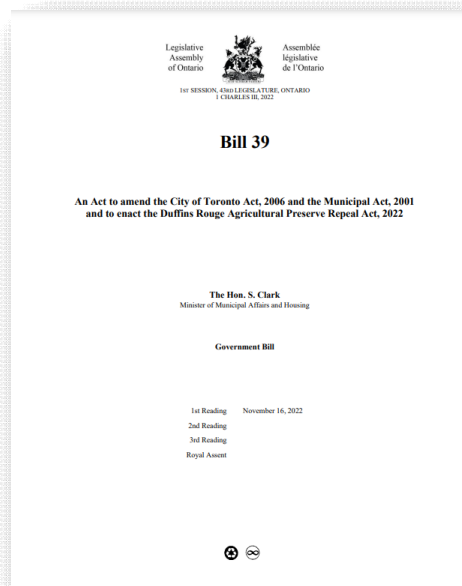 Legislative
Assembly
of Ontario
Assemblée
législative
de l'Ontario
1ST SESSION, 43RD LEGISLATURE, ONTARIO
1 CHARLES III, 2022
Bill 39
An Act to amend the City of Toronto Act, 2006 and the Municipal Act, 2001
and to enact the Duffins Rouge Agricultural Preserve Repeal Act, 2022
The Hon. S. Clark
Minister of Municipal Affairs and Housing
Government Bill
1st Reading November 16, 2022
2nd Reading
3rd Reading
Royal Assent